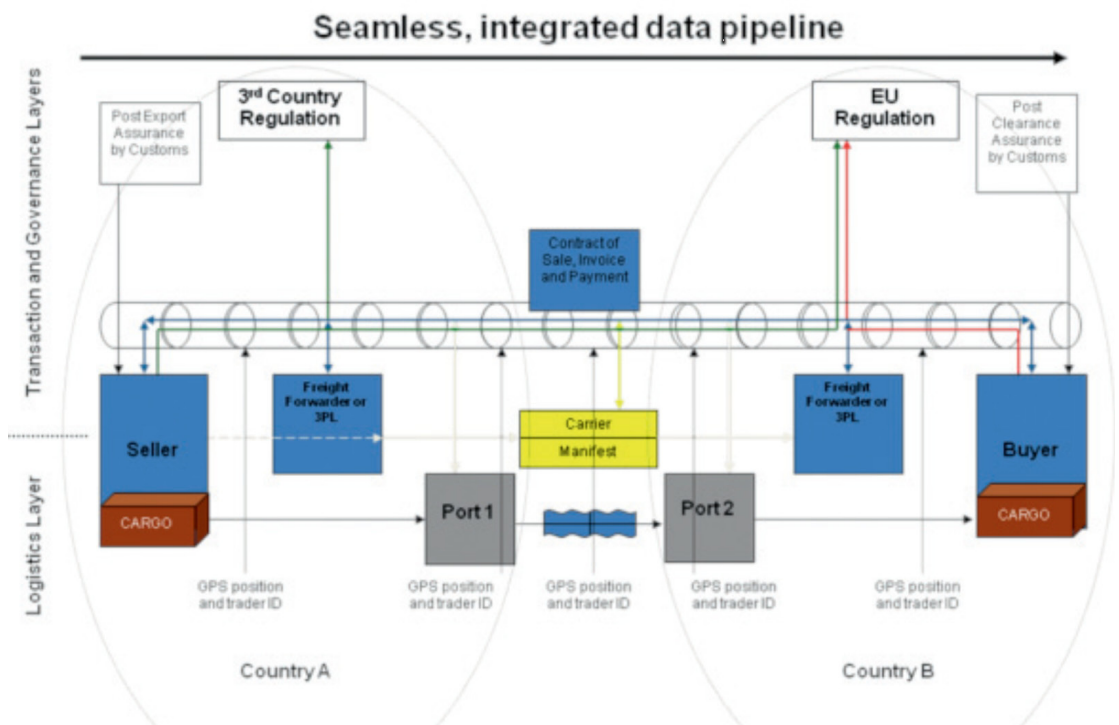 Seamless, integrated data pipeline
Transaction and Governance Layers
Logistics Layer
Post Export
Assurance
by Customs
3rd Country
Regulation
EU
Regulation
Post
Clearance
Assurance
by Customs
Contract of
Sale, Invoice
and Payment
Seller
CARGO
Freight
Forwarder or
3PL
Carrier
Manifest
Freight
Forwarder or
3PL
Buyer
CARGO
Port 1
Port 2
GPS position
and trader ID
GPS position
and trader ID
GPS position
and trader ID
GPS position
and trader ID
GPS position
and trader ID
Country A
Country B